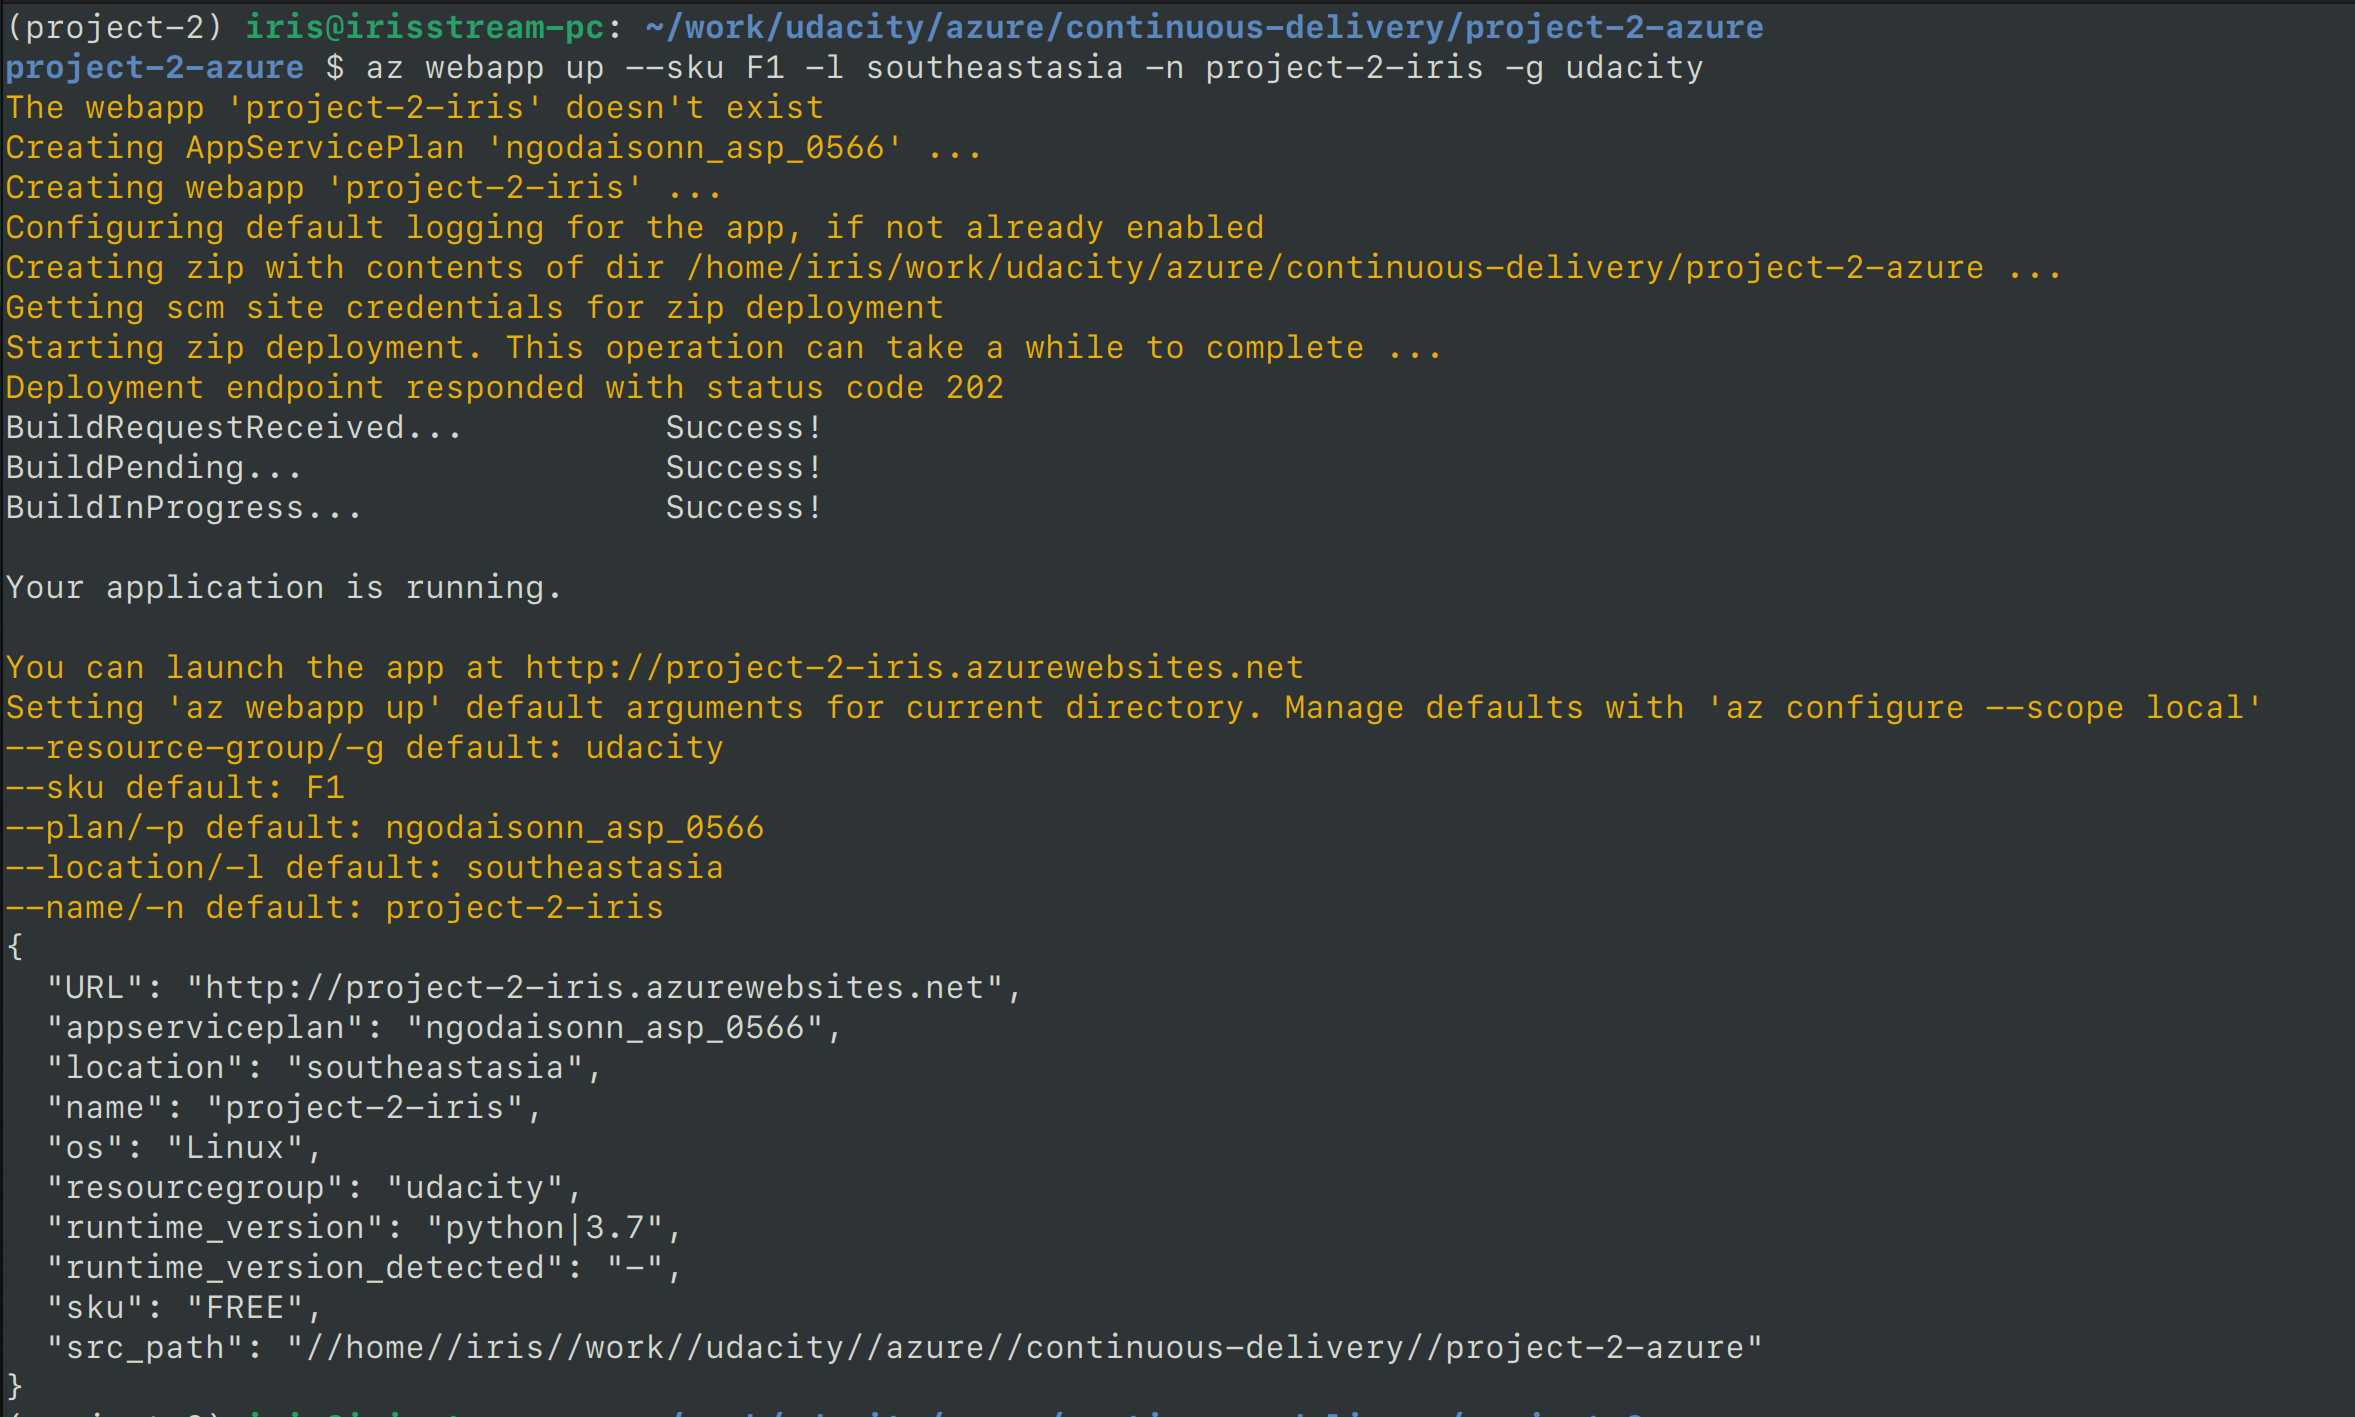 (project-2) iris@irisstream-pc: ~/work/udacity/azure/continuous-delivery/project-2-azure
project-2-azure $ az webapp up --sku F1 -l southeastasia -n project-2-iris -g udacity
The webapp 'project-2-iris' doesn't exist
Creating AppServicePlan 'ngodaisonn_asp_0566' ...
Creating webapp 'project-2-iris' ...
Configuring default logging for the app, if not already enabled
Creating zip with contents of dir /home/iris/work/udacity/azure/continuous-delivery/project-2-azure ...
Getting scm site credentials for zip deployment
Starting zip deployment. This operation can take a while to complete ...
Deployment endpoint responded with status code 202
BuildRequestReceived...          Success!
BuildPending...                  Success!
BuildInProgress...               Success!

Your application is running.

You can launch the app at http://project-2-iris.azurewebsites.net
Setting 'az webapp up' default arguments for current directory. Manage defaults with 'az configure --scope local'
--resource-group/-g default: udacity
--sku default: F1
--plan/-p default: ngodaisonn_asp_0566
--location/-l default: southeastasia
--name/-n default: project-2-iris
{
  "URL": "http://project-2-iris.azurewebsites.net",
  "appserviceplan": "ngodaisonn_asp_0566",
  "location": "southeastasia",
  "name": "project-2-iris",
  "os": "Linux",
  "resourcegroup": "udacity",
  "runtime_version": "python|3.7",
  "runtime_version_detected": "-",
  "sku": "FREE",
  "src_path": "//home//iris//work//udacity//azure//continuous-delivery//project-2-azure"
}